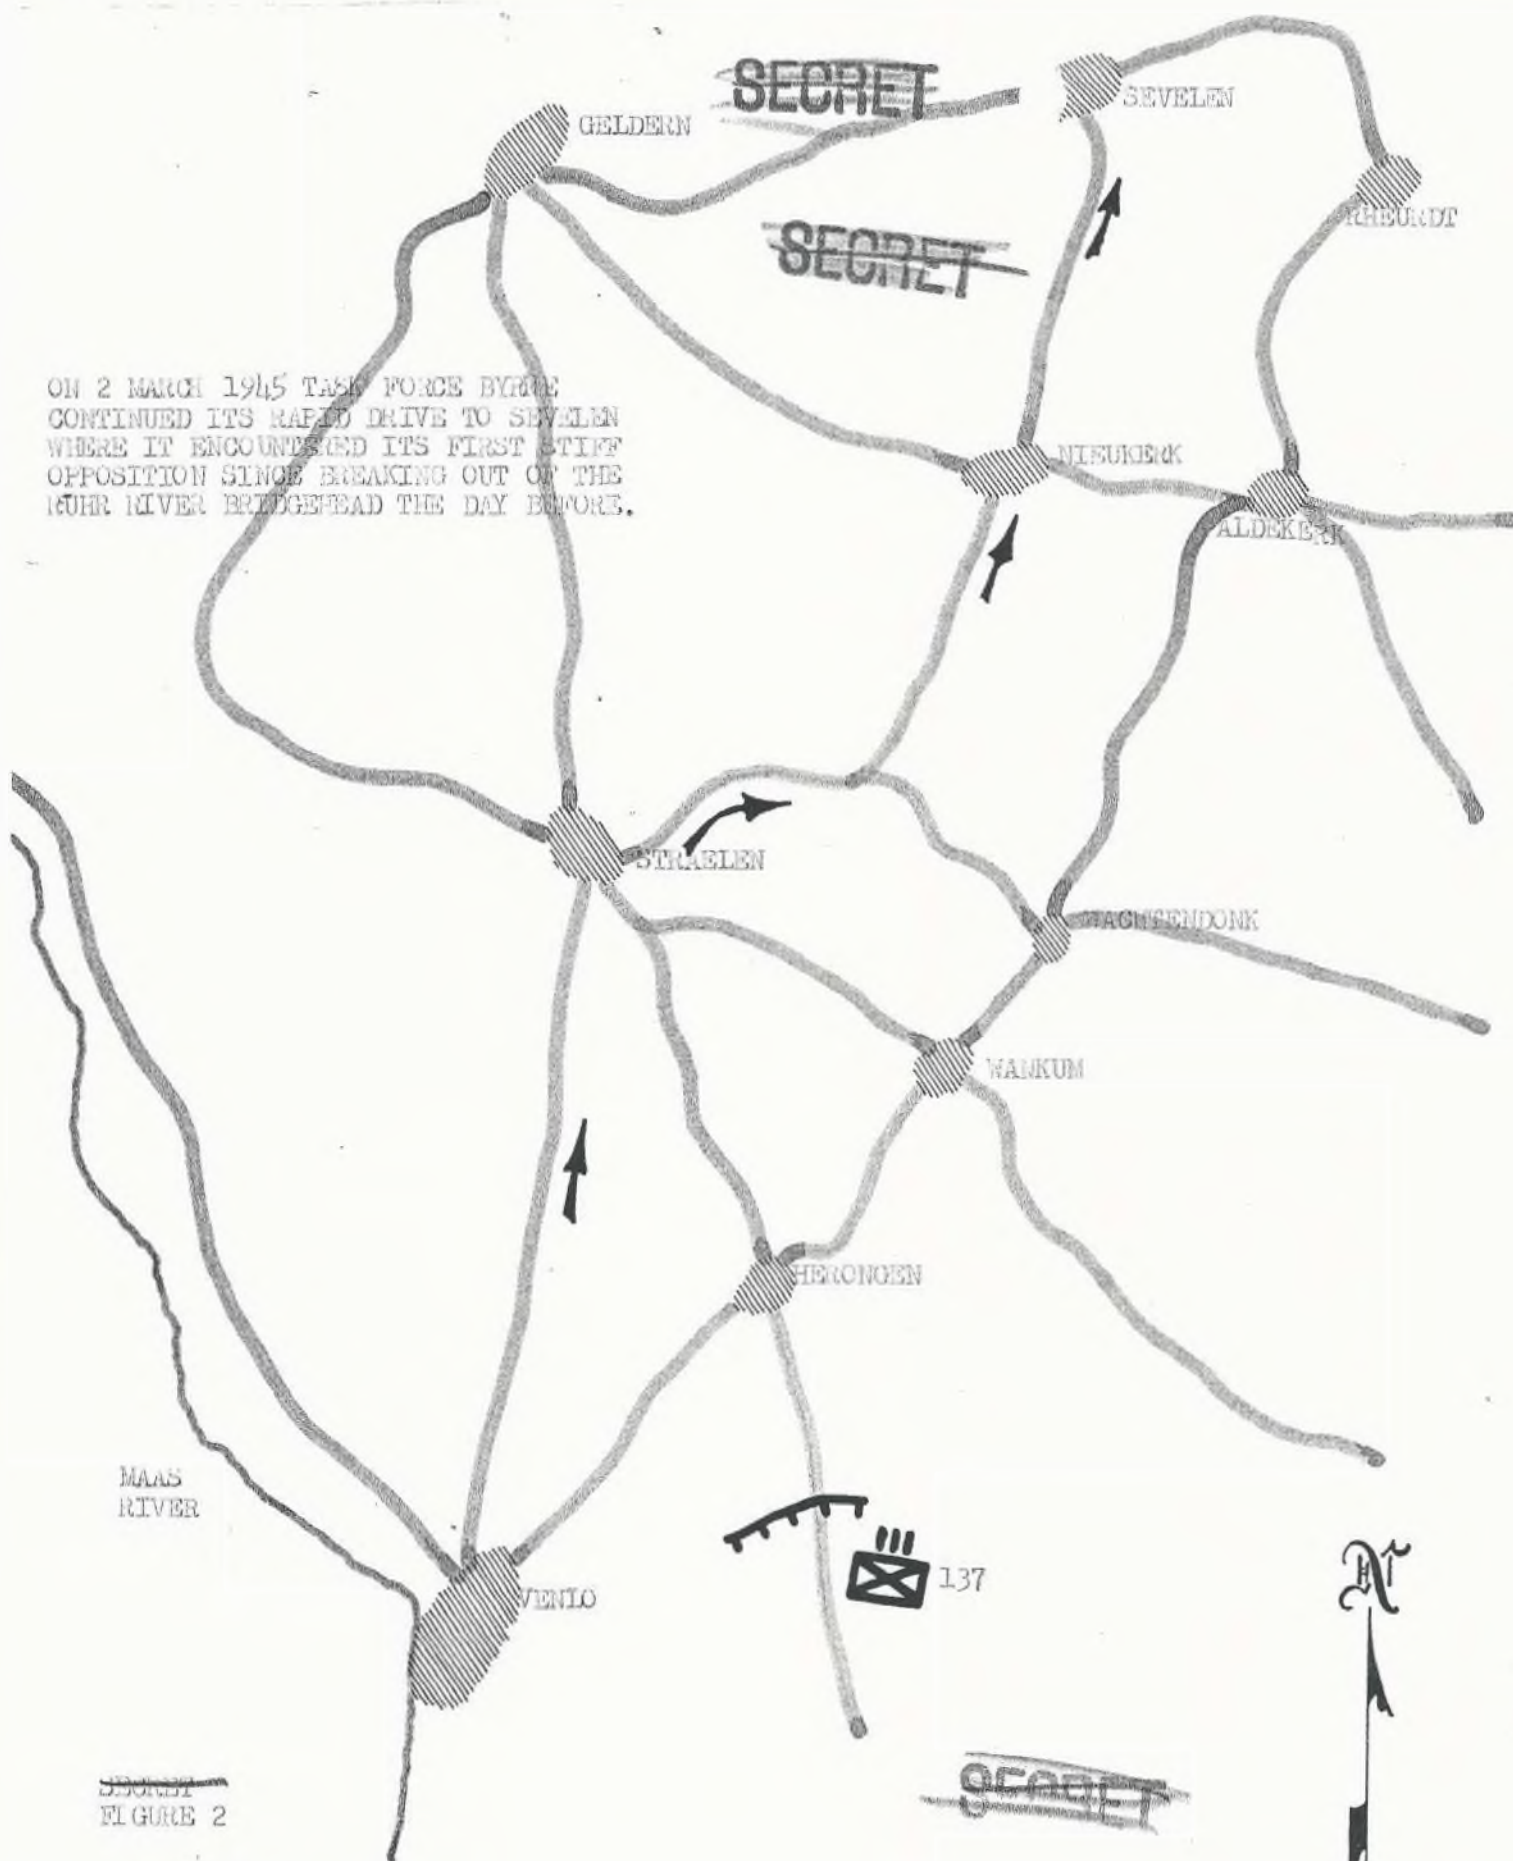 SECRET
SEVELEN
GELDERN
RHEURDT
SECRET
ON 2 MARCH 1945 TASK FORCE BYRNE
CONTINUED ITS RAPID DRIVE TO SEVELEN
WHERE IT ENCOUNTERED ITS FIRST STIFF
OPPOSITION SINCE BREAKING OUT OF THE
RUHR RIVER BRIDGEHEAD THE DAY BEFORE.
NIEUKERK
ALDEKERK
STRAELEN
WACHTENDONK
WANKUM
HERONGEN
MAAS
RIVER
137
VENLO
N
SECRET
FIGURE 2
SECRET